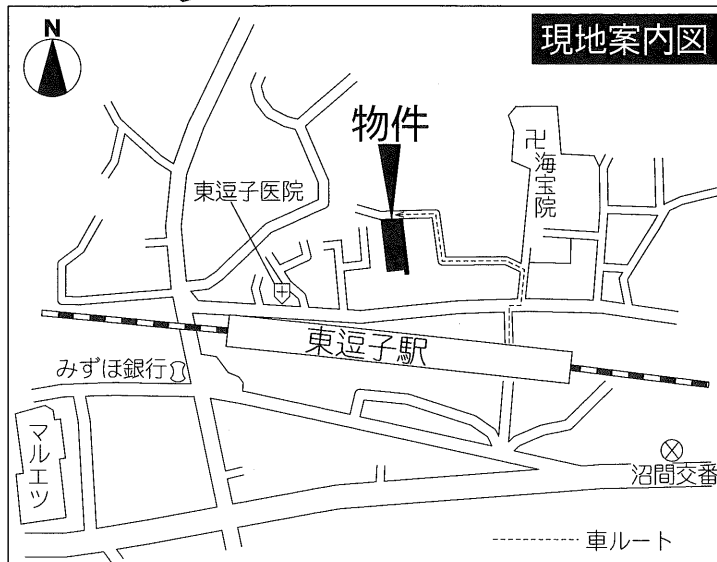 N
現地案内図
物件
卍海宝院
東逗子医院
東逗子駅
みずほ銀行
マルエツ
沼間交番
車ルート